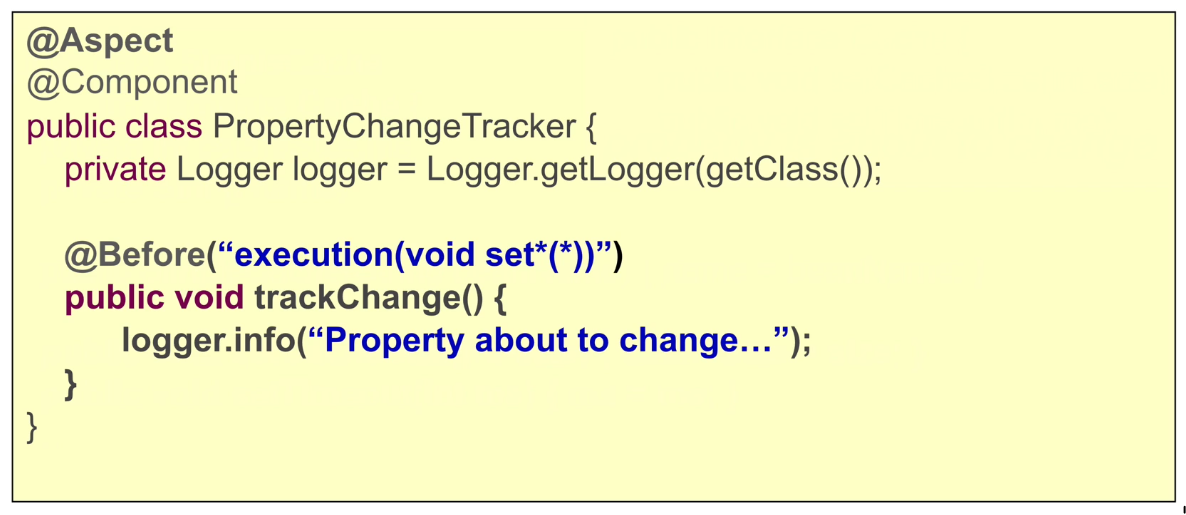 @Aspect
@Component
public class PropertyChangeTracker {
private Logger logger = Logger.getLogger(getClass());
@Before(“execution(void set*(*))”)
public void trackChange() {
logger.info(“Property about to change…”);
}
}